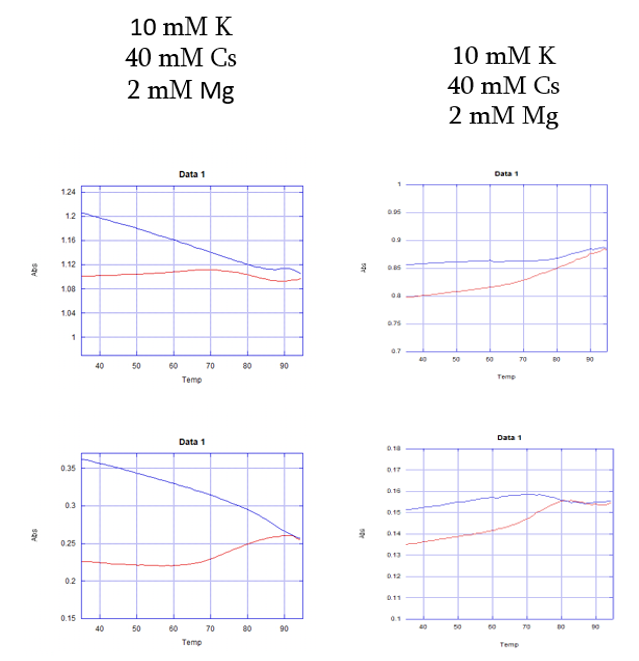 10 mM K
40 mM Cs
2 mM Mg
10 mM K
40 mM Cs
2 mM Mg
Data 1
1.24
1.2
1.16
1.12
1.08
1.04
1
Abs
40 50 60 70 80 90
Temp
Data 1
1
0.95
0.9
0.85
0.8
0.75
0.7
Abs
40 50 60 70 80 90
Temp
Data 1
0.35
0.3
0.25
0.2
0.15
Abs
40 50 60 70 80 90
Temp
Data 1
0.18
0.17
0.16
0.15
0.14
0.13
0.12
0.11
0.1
Abs
40 50 60 70 80 90
Temp